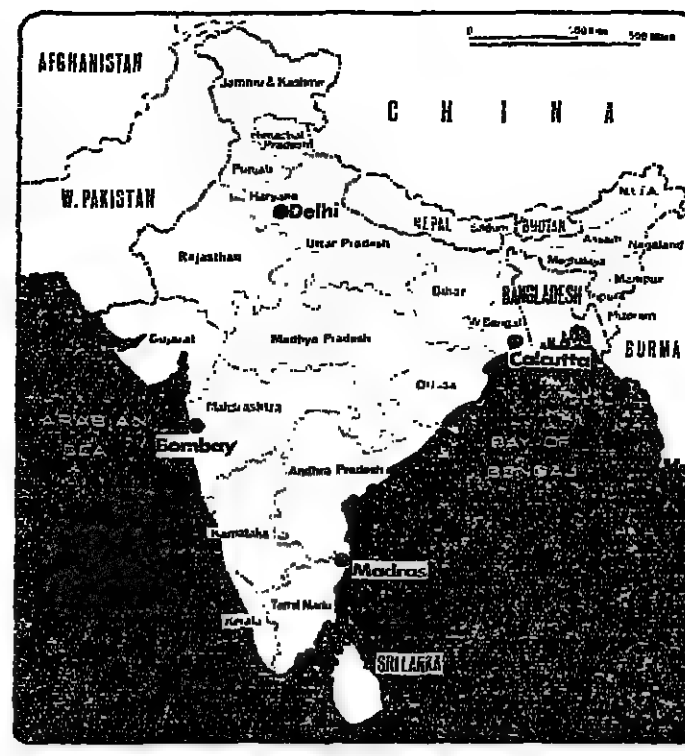 AFGHANISTAN
Jammu & Kashmir
C H I N A
Himachal
Pradesh
Punjab
W. PAKISTAN
Haryana
Delhi
NEPAL
BHUTAN
Assam
Nagaland
Rajasthan
Uttar Pradesh
Meghalaya
Bihar
BANGLADESH
Manipur
Tripura
Mizoram
W. Bengal
Gujarat
Madhya Pradesh
Calcutta
BURMA
Orissa
Maharashtra
ARABIAN
SEA
Bombay
BAY OF
BENGAL
Andhra Pradesh
Karnataka
Madras
Tamil Nadu
Kerala
SRI LANKA